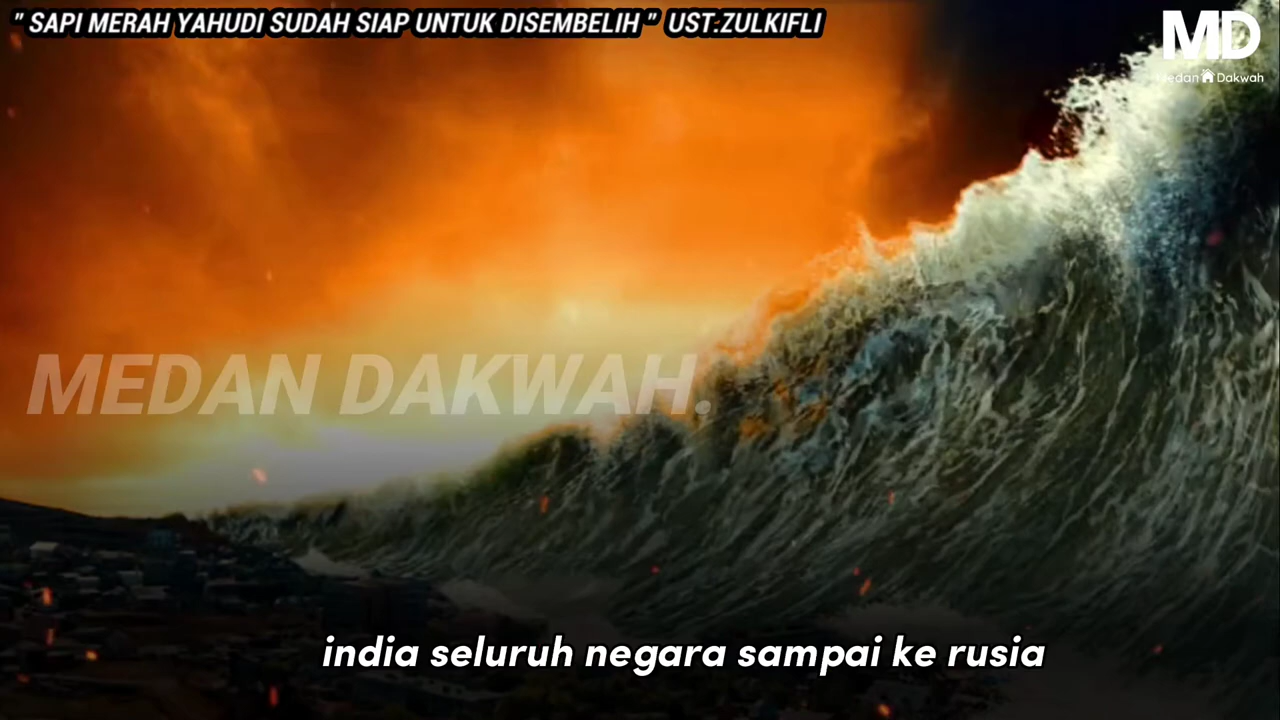 " SAPI MERAH YAHUDI SUDAH SIAP UNTUK DISEMBELIH " UST.ZULKIFLI
MD
Medan Dakwah
MEDAN DAKWAH.
india seluruh negara sampai ke rusia